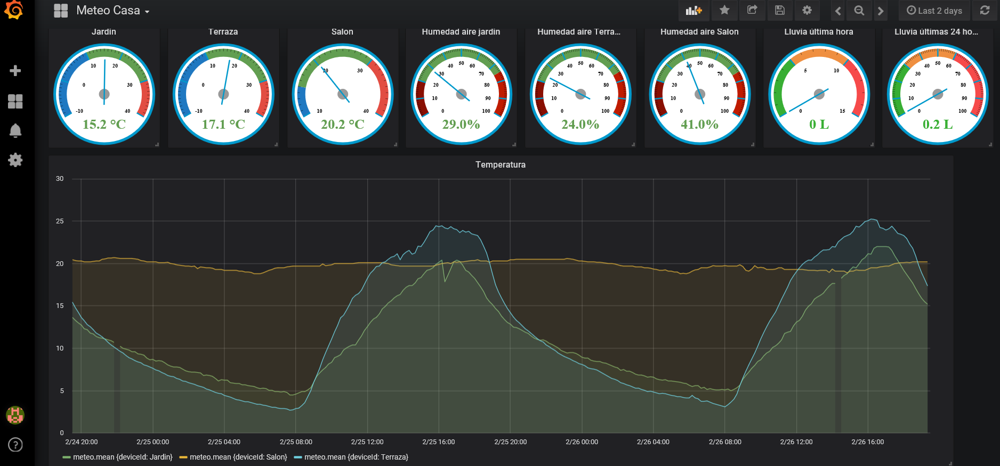 Meteo Casa
Last 2 days
Jardin
10 20
0 30
-10 40
15.2 °C
Terraza
10 20
0 30
-10 40
17.1 °C
Salon
20 30
10 40
20.2 °C
Humedad aire jardin
40 50 60
30 70
20 80
10 90
0 100
29.0%
Humedad aire Terra...
40 50 60
30 70
20 80
10 90
0 100
24.0%
Humedad aire Salon
40 50 60
30 70
20 80
10 90
0 100
41.0%
Lluvia última hora
5 10
0 15
0 L
Lluvia últimas 24 ho...
40 50 60
30 70
20 80
10 90
0 100
0.2 L
Temperatura
30
25
20
15
10
5
0
2/24 20:00 2/25 00:00 2/25 04:00 2/25 08:00 2/25 12:00 2/25 16:00 2/25 20:00 2/26 00:00 2/26 04:00 2/26 08:00 2/26 12:00 2/26 16:00
meteo.mean {deviceId: Jardin} meteo.mean {deviceId: Salon} meteo.mean {deviceId: Terraza}